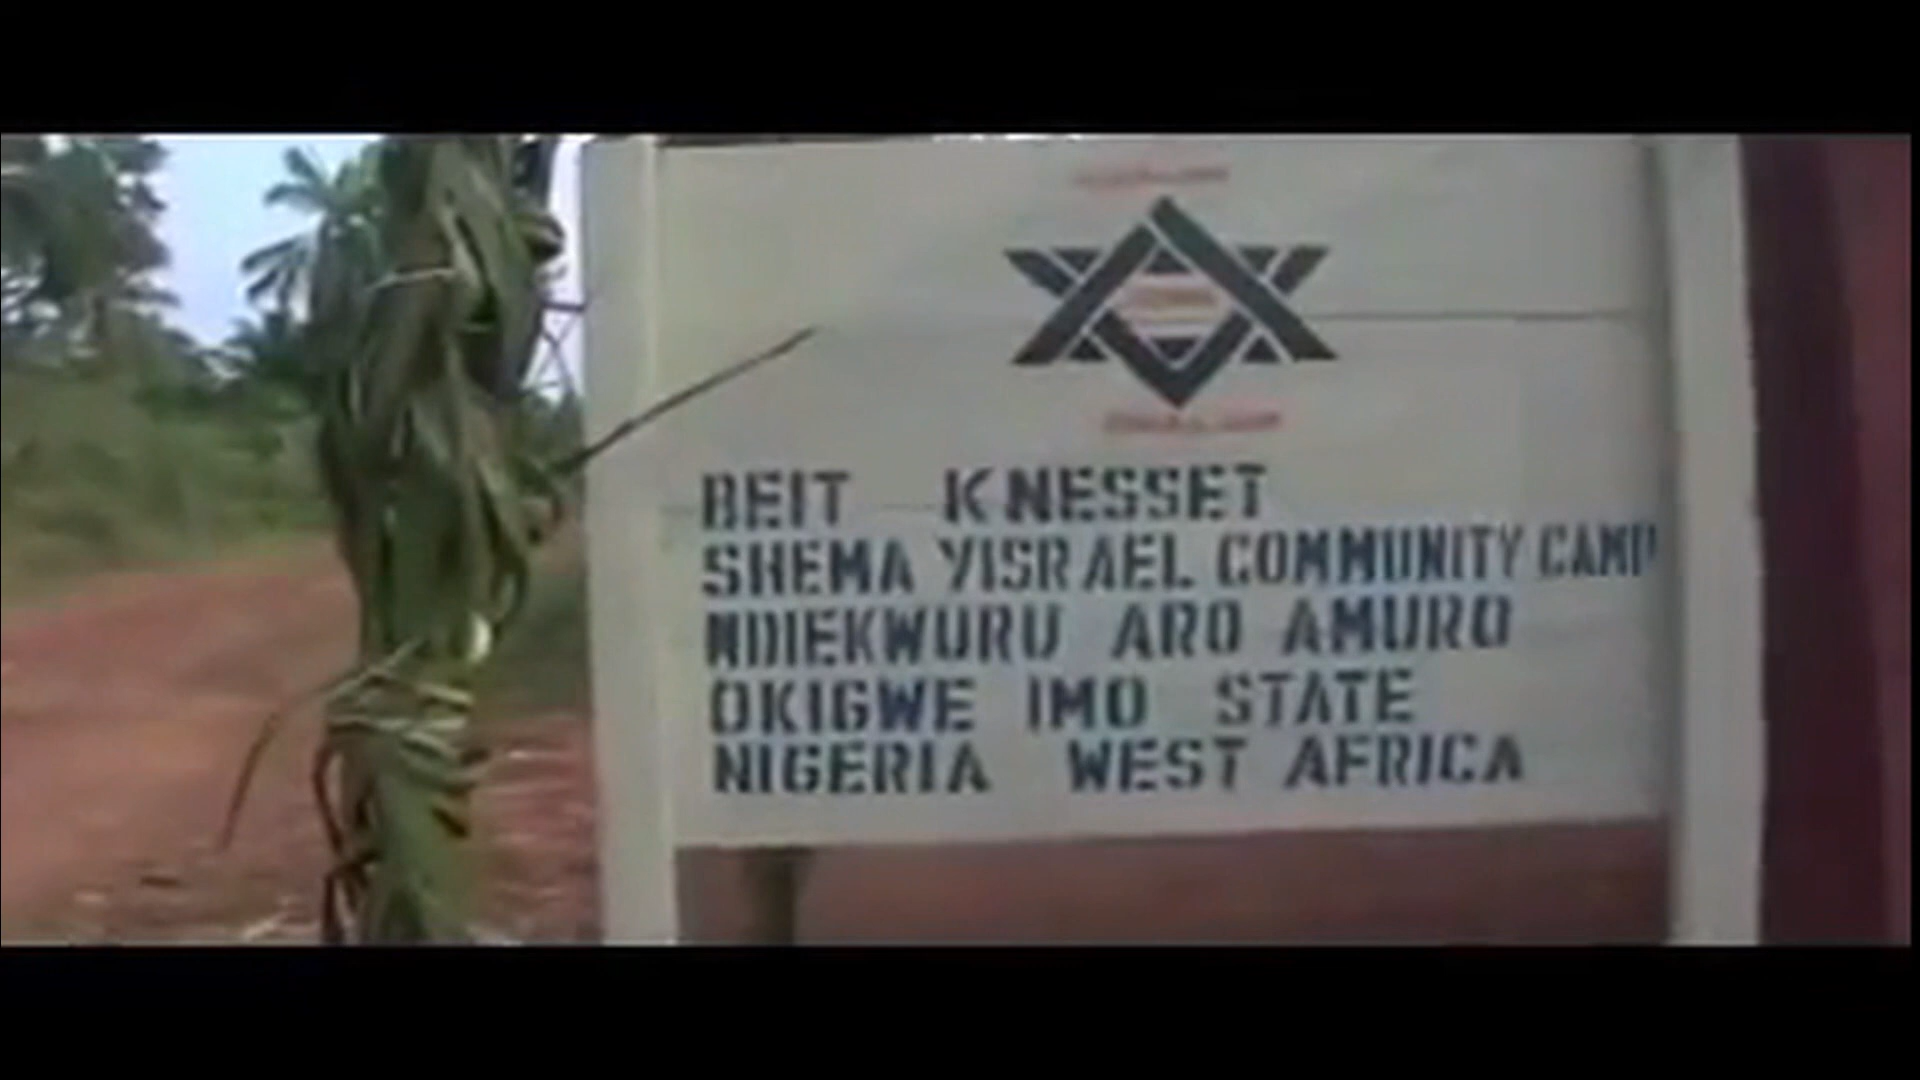 BEIT KNESSET
SHEMA YISRAEL COMMUNITY CAMP
NDIEKWURU ARO AMURO
OKIGWE IMO STATE
NIGERIA WEST AFRICA